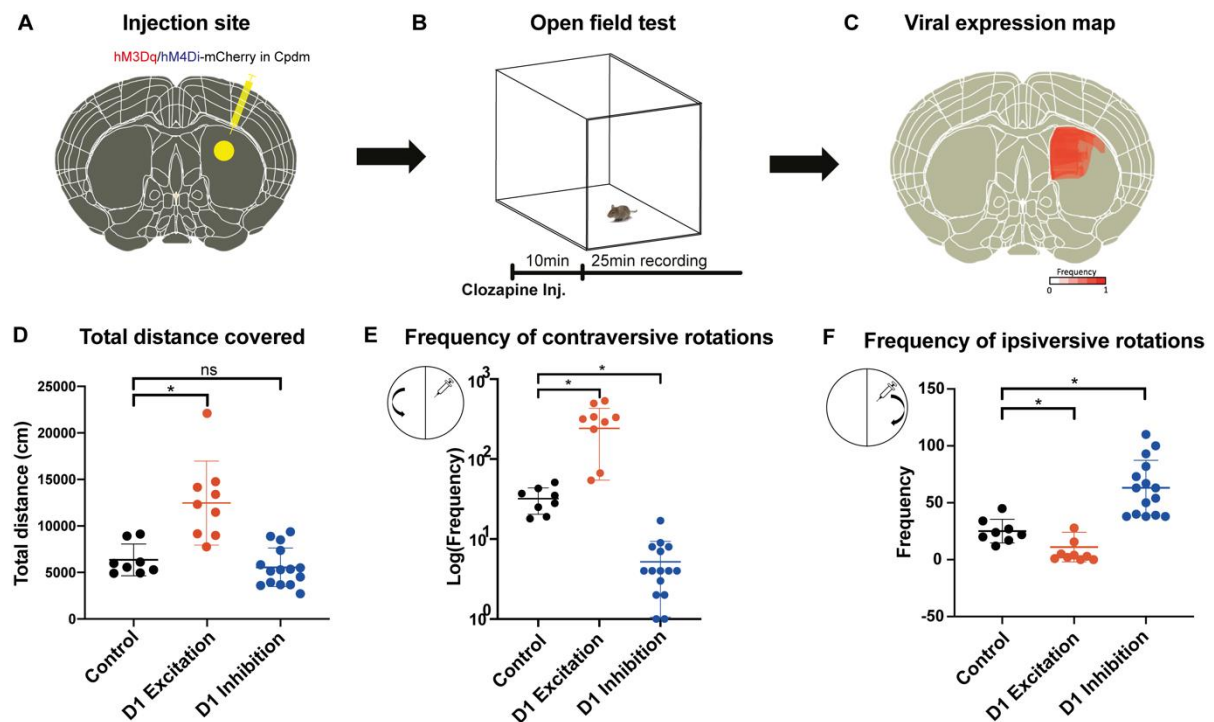 A Injection site
hM3Dq/hM4Di-mCherry in Cpdm
B Open field test
10min 25min recording
Clozapine Inj.
C Viral expression map
Frequency
0 1
D Total distance covered
ns
*
25000
20000
15000
10000
5000
0
Total distance (cm)
Control
D1 Excitation
D1 Inhibition
E Frequency of contraversive rotations
*
*
10³
10²
10¹
10⁰
Log(Frequency)
Control
D1 Excitation
D1 Inhibition
F Frequency of ipsiversive rotations
*
*
150
100
50
0
-50
Frequency
Control
D1 Excitation
D1 Inhibition